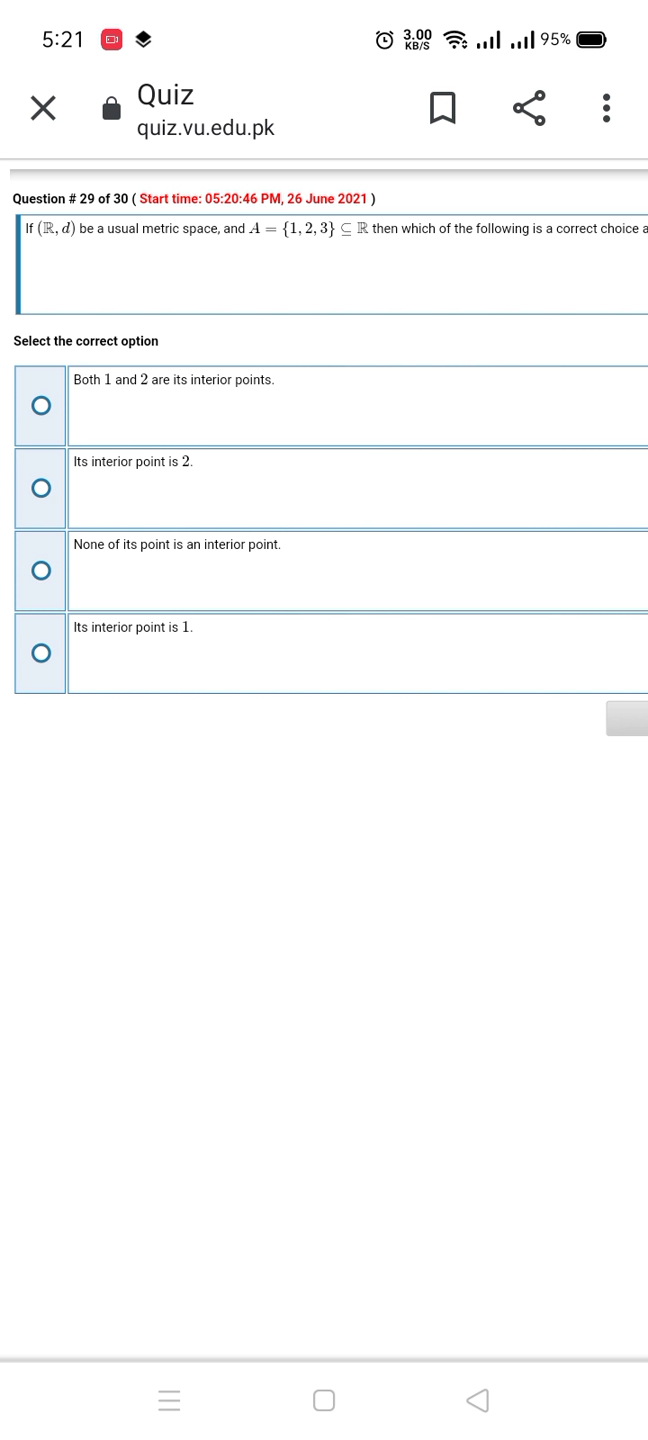 5:21 3.00 KB/S 95%
Quiz
quiz.vu.edu.pk
Question # 29 of 30 ( Start time: 05:20:46 PM, 26 June 2021 )
If (ℝ, d) be a usual metric space, and A = {1, 2, 3} ⊆ ℝ then which of the following is a correct choice a
Select the correct option
Both 1 and 2 are its interior points.
Its interior point is 2.
None of its point is an interior point.
Its interior point is 1.